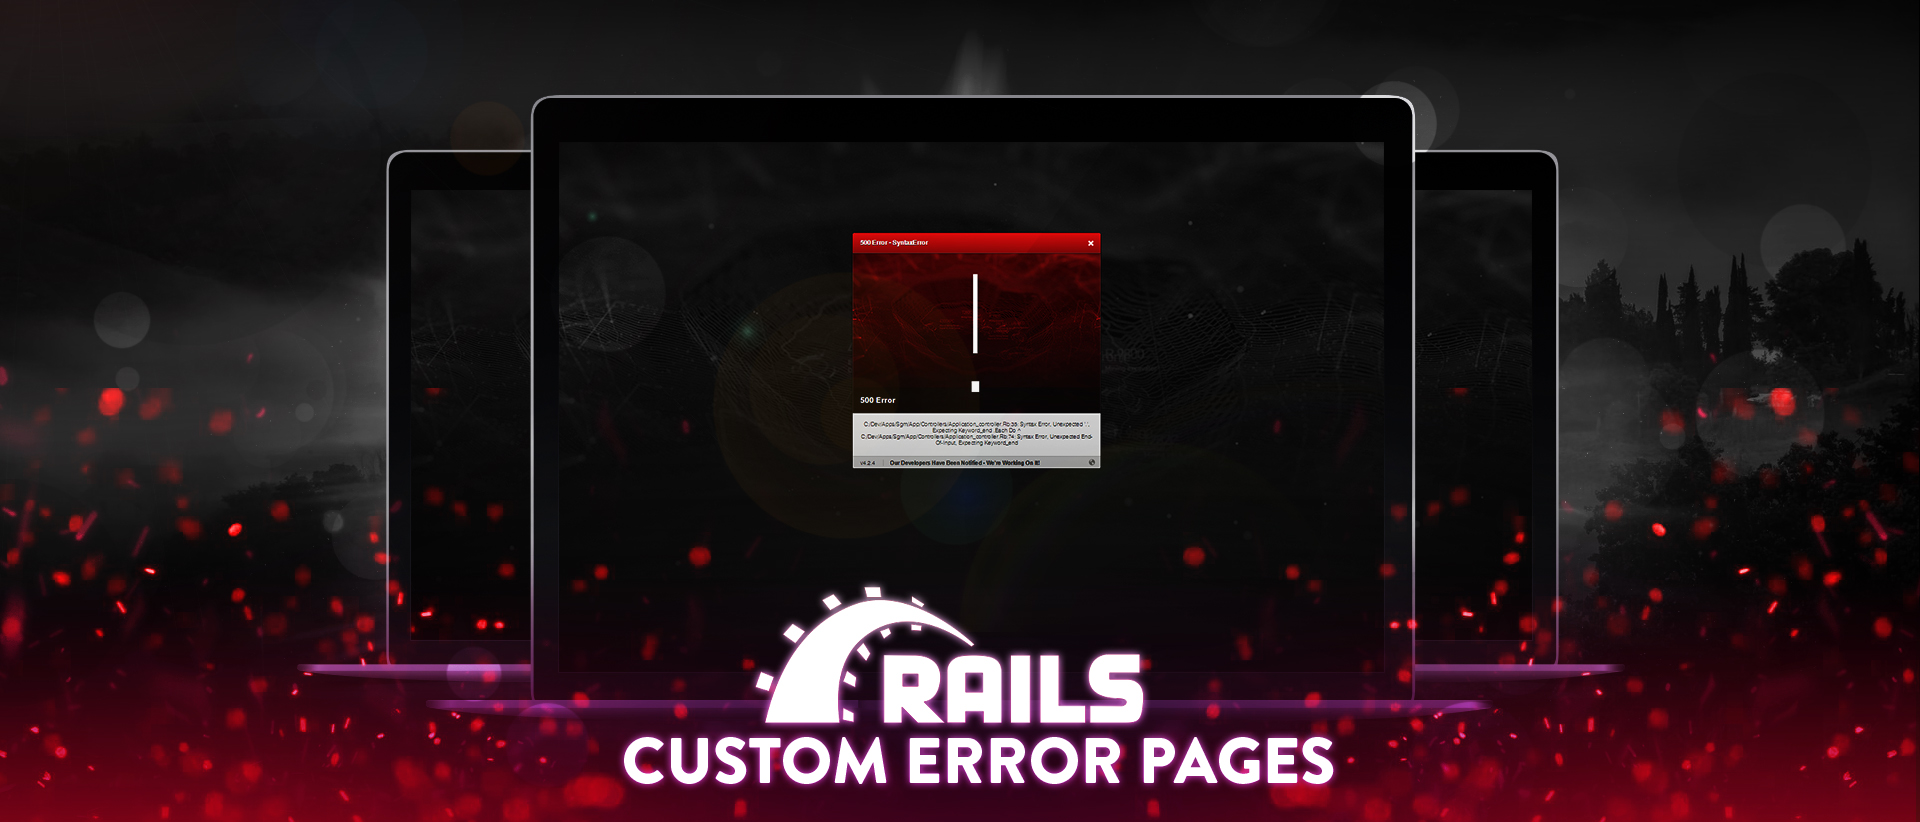 500 Error - SyntaxError
500 Error
C:/Dev/Apps/Sgm/App/Controllers/Application_controller.Rb:39: Syntax Error, Unexpected '.',
Expecting Keyword_end .Each Do ^
C:/Dev/Apps/Sgm/App/Controllers/Application_controller.Rb:74: Syntax Error, Unexpected End-
Of-Input, Expecting Keyword_end
v4.2.4 Our Developers Have Been Notified - We're Working On It!
RAILS
CUSTOM ERROR PAGES